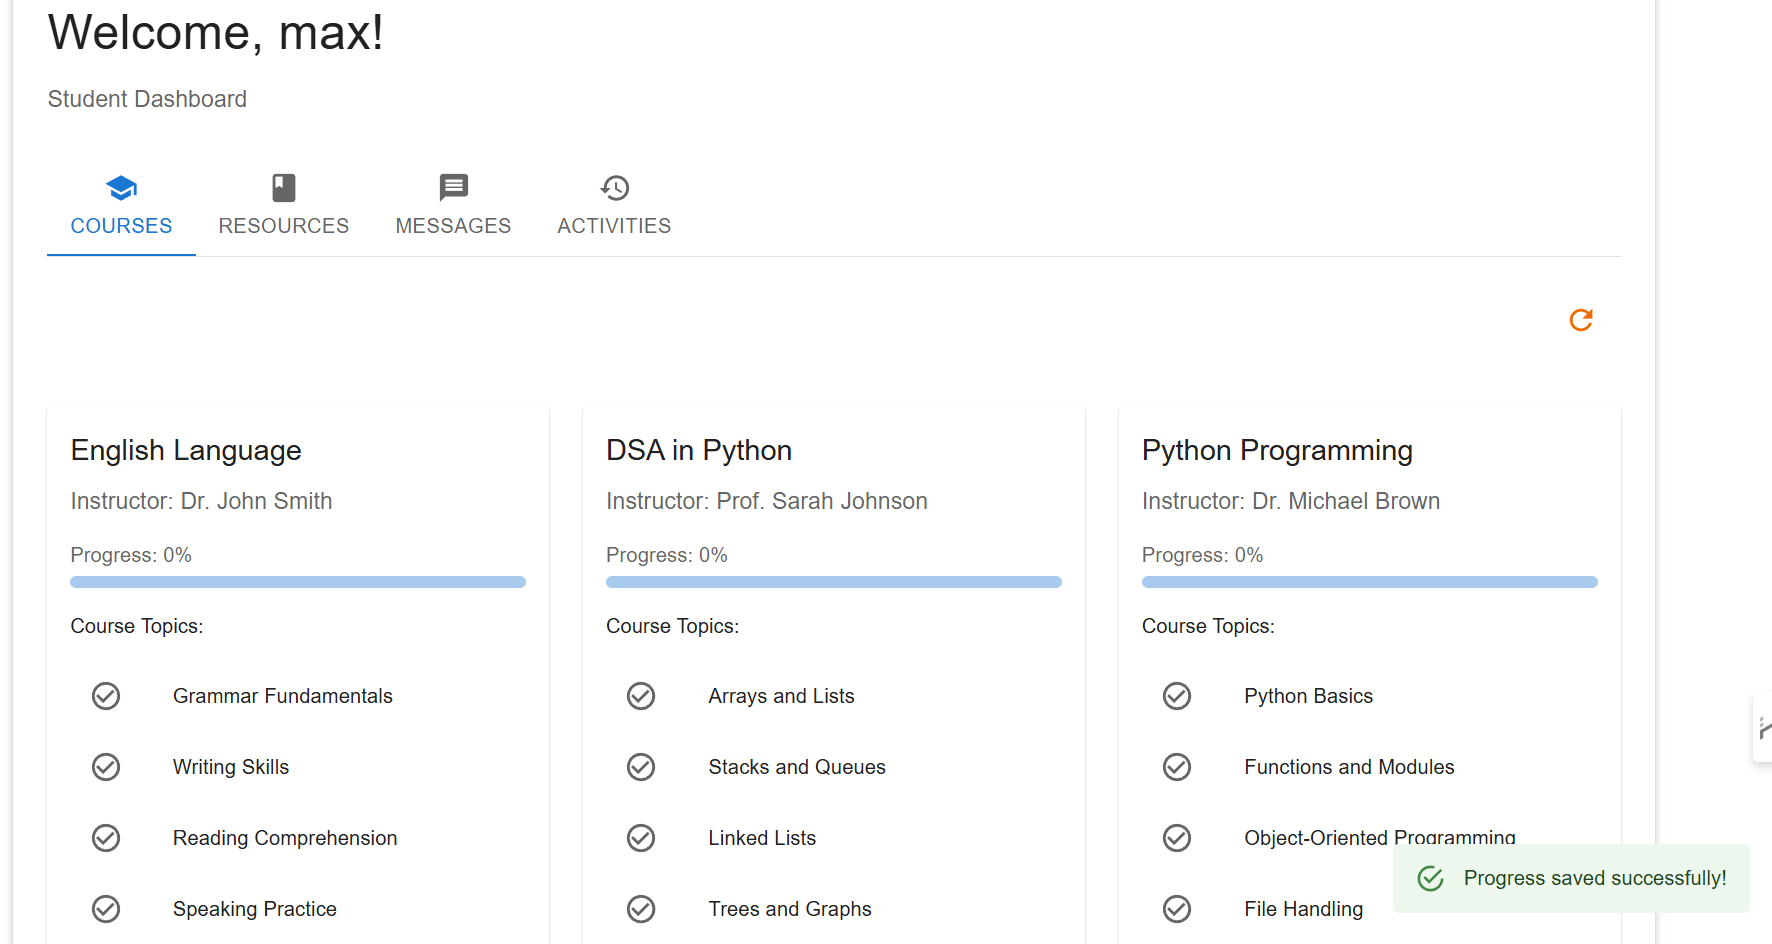 Welcome, max!
Student Dashboard
COURSES
RESOURCES
MESSAGES
ACTIVITIES
English Language
Instructor: Dr. John Smith
Progress: 0%
Course Topics:
Grammar Fundamentals
Writing Skills
Reading Comprehension
Speaking Practice
DSA in Python
Instructor: Prof. Sarah Johnson
Progress: 0%
Course Topics:
Arrays and Lists
Stacks and Queues
Linked Lists
Trees and Graphs
Python Programming
Instructor: Dr. Michael Brown
Progress: 0%
Course Topics:
Python Basics
Functions and Modules
Object-Oriented Programming
File Handling
Progress saved successfully!